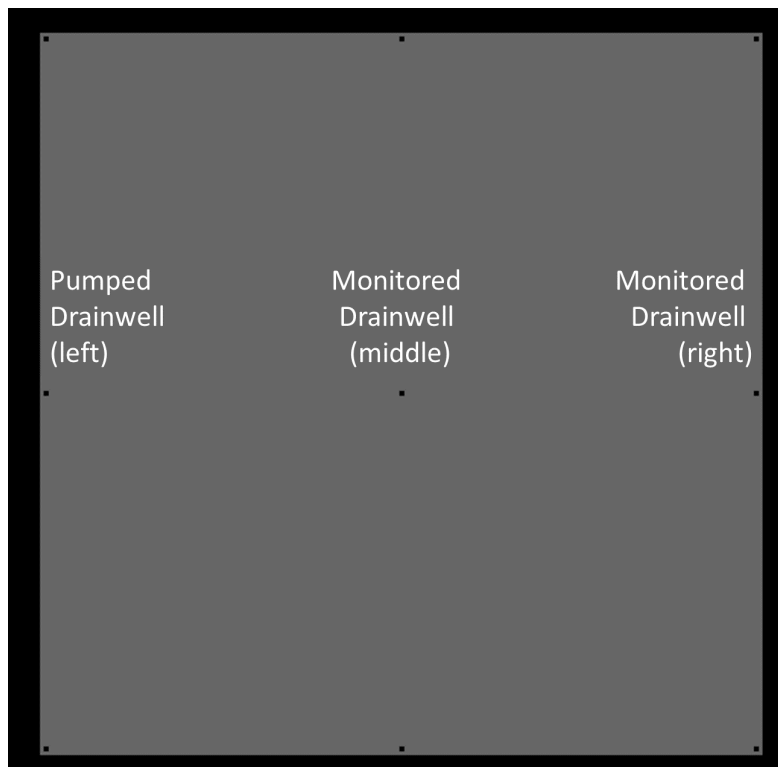 Pumped
Drainwell
(left)
Monitored
Drainwell
(middle)
Monitored
Drainwell
(right)